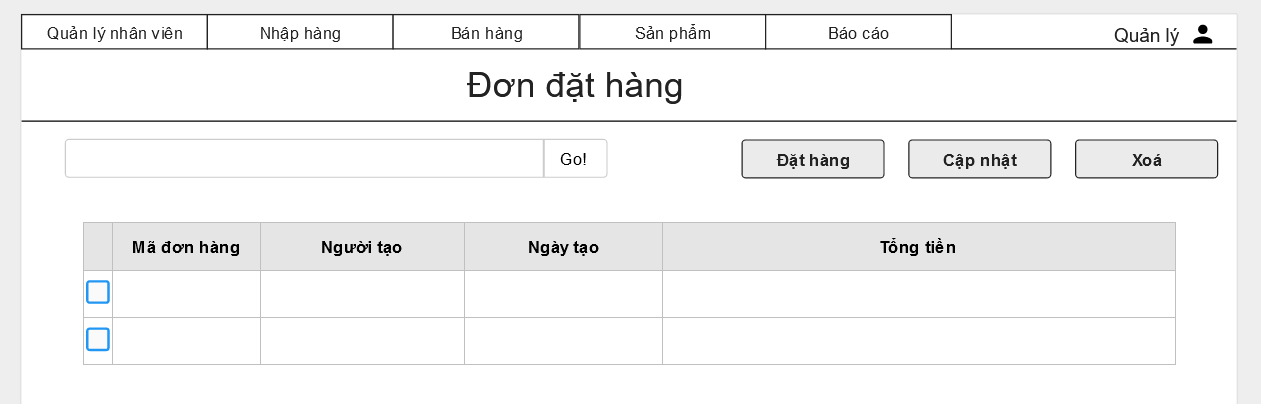 Quản lý nhân viên Nhập hàng Bán hàng Sản phẩm Báo cáo Quản lý
Đơn đặt hàng
Go! Đặt hàng Cập nhật Xoá
Mã đơn hàng Người tạo Ngày tạo Tổng tiền